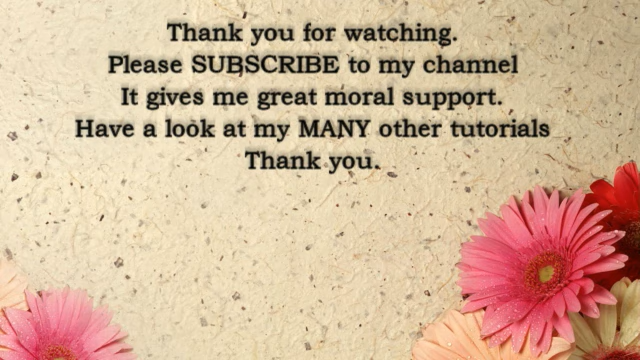 Thank you for watching.
Please SUBSCRIBE to my channel
It gives me great moral support.
Have a look at my MANY other tutorials
Thank you.